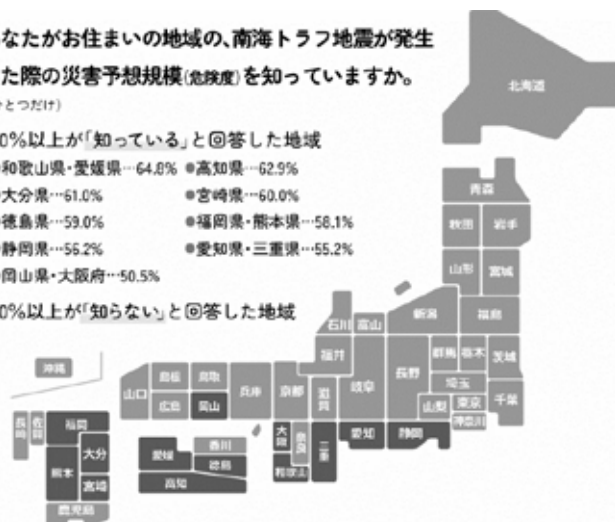 なたがお住まいの地域の、南海トラフ地震が発生
た際の災害予想規模(危険度)を知っていますか。
とつだけ)
0%以上が「知っている」と回答した地域
和歌山県・愛媛県…64.8% ●高知県…62.9%
大分県…61.0% ●宮崎県…60.0%
徳島県…59.0% ●福岡県・熊本県…58.1%
静岡県…56.2% ●愛知県・三重県…55.2%
岡山県・大阪府…50.5%
0%以上が「知らない」と回答した地域
北海道
青森
秋田
岩手
山形
宮城
新潟
福島
石川
富山
福井
群馬
栃木
茨城
長野
埼玉
山梨
東京
千葉
神奈川
岐阜
愛知
静岡
滋賀
三重
京都
大阪
奈良
和歌山
兵庫
鳥取
島根
岡山
広島
山口
香川
愛媛
徳島
高知
沖縄
長崎
佐賀
福岡
大分
熊本
宮崎
鹿児島